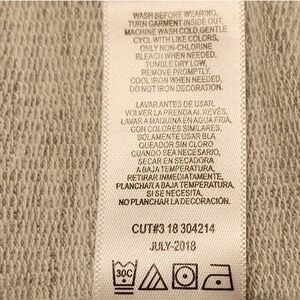 WASH BEFORE WEARING,
TURN GARMENT INSIDE OUT,
MACHINE WASH COLD, GENTLE
CYCL WITH LIKE COLORS,
ONLY NON-CHLORINE
BLEACH WHEN NEEDED,
TUMBLE DRY LOW,
REMOVE PROMPTLY,
COOL IRON WHEN NEEDED,
DO NOT IRON DECORATION.
LAVAR ANTES DE USAR,
VOLVER LA PRENDA AL REVÉS,
LAVAR A MAQUINA EN AGUA FRIA,
CON COLORES SIMILARES,
SOLAMENTE USAR BLA
QUEADOR SIN CLORO
CUANDO SEA NECESARIO,
SECAR EN SECADORA
A BAJA TEMPERATURA,
RETIRAR INMEDIATAMENTE,
PLANCHAR A BAJA TEMPERATURA,
SI SE NECESITA,
NO PLANCHAR LA DECORACIÓN.
CUT#3 18 304214
JULY-2018
30C